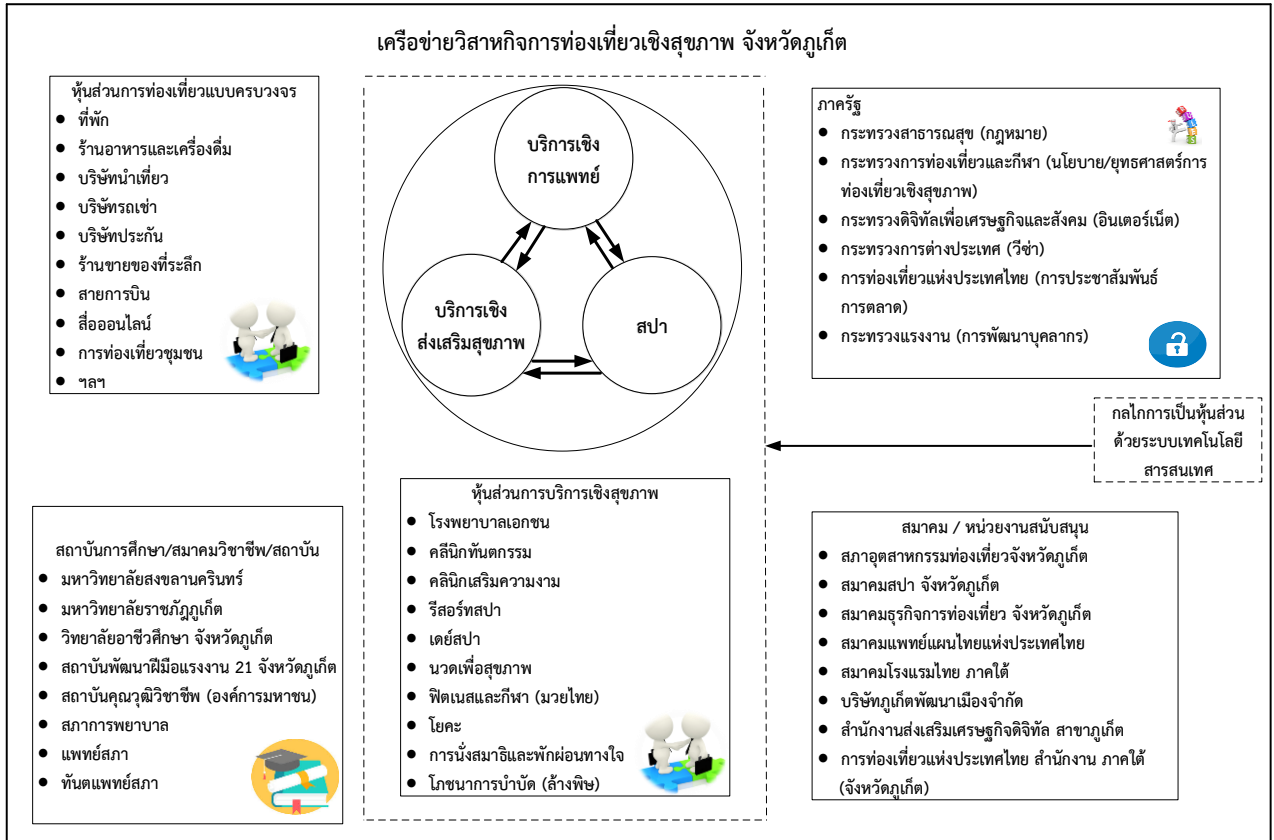 เครือข่ายวิสาหกิจการท่องเที่ยวเชิงสุขภาพ จังหวัดภูเก็ต
หุ้นส่วนการท่องเที่ยวแบบครบวงจร
● ที่พัก
● ร้านอาหารและเครื่องดื่ม
● บริษัทนำเที่ยว
● บริษัทรถเช่า
● บริษัทประกัน
● ร้านขายของที่ระลึก
● สายการบิน
● สื่อออนไลน์
● การท่องเที่ยวชุมชน
● ฯลฯ
บริการเชิง
การแพทย์
บริการเชิง
ส่งเสริมสุขภาพ
สปา
ภาครัฐ
● กระทรวงสาธารณสุข (กฎหมาย)
● กระทรวงการท่องเที่ยวและกีฬา (นโยบาย/ยุทธศาสตร์การ
ท่องเที่ยวเชิงสุขภาพ)
● กระทรวงดิจิทัลเพื่อเศรษฐกิจและสังคม (อินเตอร์เน็ต)
● กระทรวงการต่างประเทศ (วีซ่า)
● การท่องเที่ยวแห่งประเทศไทย (การประชาสัมพันธ์
การตลาด)
● กระทรวงแรงงาน (การพัฒนาบุคลากร)
กลไกการเป็นหุ้นส่วน
ด้วยระบบเทคโนโลยี
สารสนเทศ
สถาบันการศึกษา/สมาคมวิชาชีพ/สถาบัน
● มหาวิทยาลัยสงขลานครินทร์
● มหาวิทยาลัยราชภัฏภูเก็ต
● วิทยาลัยอาชีวศึกษา จังหวัดภูเก็ต
● สถาบันพัฒนาฝีมือแรงงาน 21 จังหวัดภูเก็ต
● สถาบันคุณวุฒิวิชาชีพ (องค์การมหาชน)
● สภาการพยาบาล
● แพทย์สภา
● ทันตแพทย์สภา
หุ้นส่วนการบริการเชิงสุขภาพ
● โรงพยาบาลเอกชน
● คลีนิกทันตกรรม
● คลินิกเสริมความงาม
● รีสอร์ทสปา
● เดย์สปา
● นวดเพื่อสุขภาพ
● ฟิตเนสและกีฬา (มวยไทย)
● โยคะ
● การนั่งสมาธิและพักผ่อนทางใจ
● โภชนาการบำบัด (ล้างพิษ)
สมาคม / หน่วยงานสนับสนุน
● สภาอุตสาหกรรมท่องเที่ยวจังหวัดภูเก็ต
● สมาคมสปา จังหวัดภูเก็ต
● สมาคมธุรกิจการท่องเที่ยว จังหวัดภูเก็ต
● สมาคมแพทย์แผนไทยแห่งประเทศไทย
● สมาคมโรงแรมไทย ภาคใต้
● บริษัทภูเก็ตพัฒนาเมืองจำกัด
● สำนักงานส่งเสริมเศรษฐกิจดิจิทัล สาขาภูเก็ต
● การท่องเที่ยวแห่งประเทศไทย สำนักงาน ภาคใต้
(จังหวัดภูเก็ต)